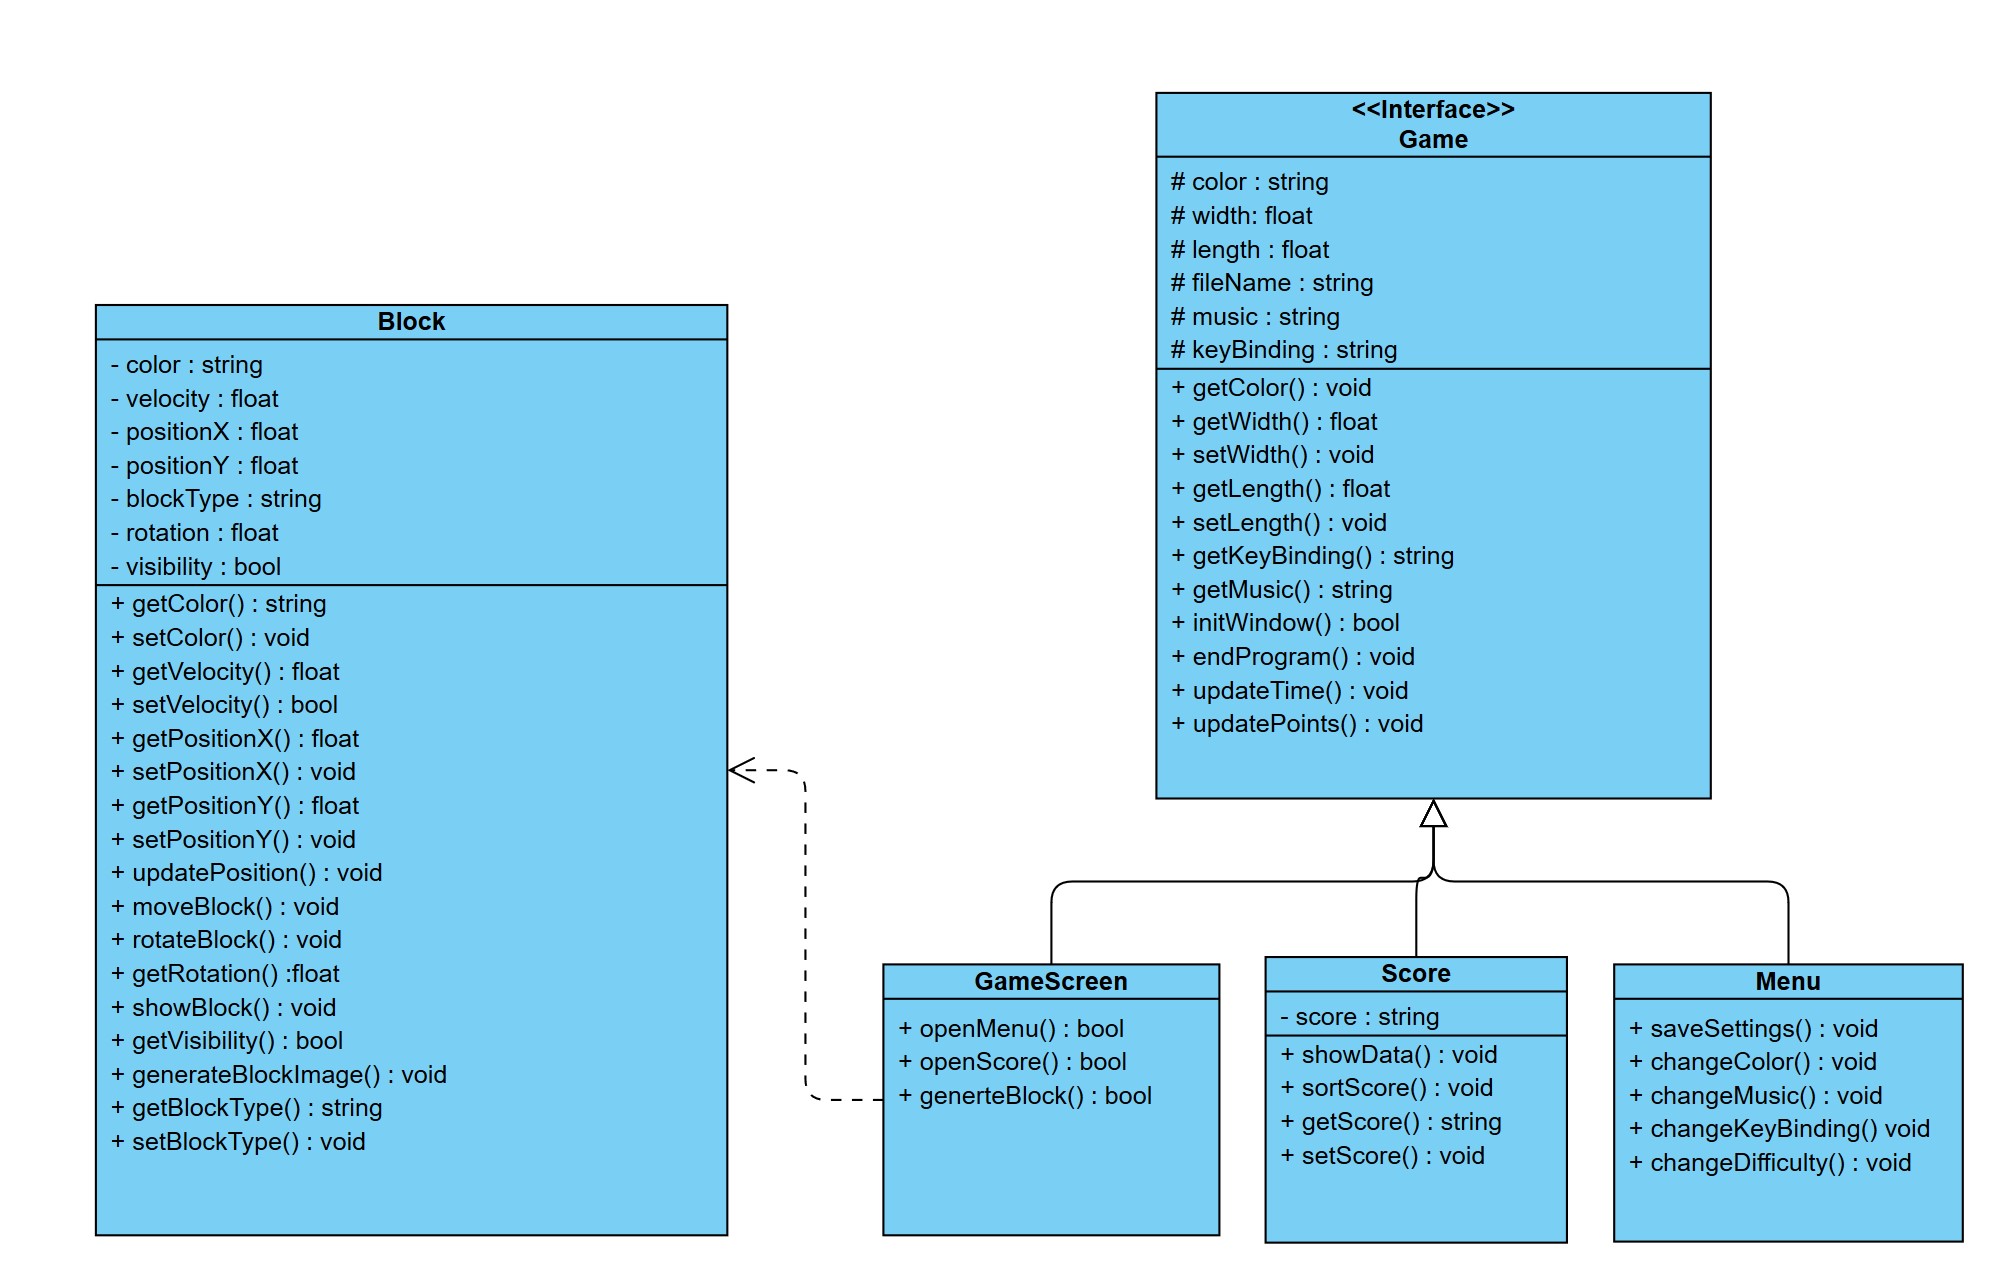 Block
- color : string
- velocity : float
- positionX : float
- positionY : float
- blockType : string
- rotation : float
- visibility : bool
+ getColor() : string
+ setColor() : void
+ getVelocity() : float
+ setVelocity() : bool
+ getPositionX() : float
+ setPositionX() : void
+ getPositionY() : float
+ setPositionY() : void
+ updatePosition() : void
+ moveBlock() : void
+ rotateBlock() : void
+ getRotation() :float
+ showBlock() : void
+ getVisibility() : bool
+ generateBlockImage() : void
+ getBlockType() : string
+ setBlockType() : void
<<Interface>>
Game
# color : string
# width: float
# length : float
# fileName : string
# music : string
# keyBinding : string
+ getColor() : void
+ getWidth() : float
+ setWidth() : void
+ getLength() : float
+ setLength() : void
+ getKeyBinding() : string
+ getMusic() : string
+ initWindow() : bool
+ endProgram() : void
+ updateTime() : void
+ updatePoints() : void
GameScreen
+ openMenu() : bool
+ openScore() : bool
+ generteBlock() : bool
Score
- score : string
+ showData() : void
+ sortScore() : void
+ getScore() : string
+ setScore() : void
Menu
+ saveSettings() : void
+ changeColor() : void
+ changeMusic() : void
+ changeKeyBinding() void
+ changeDifficulty() : void